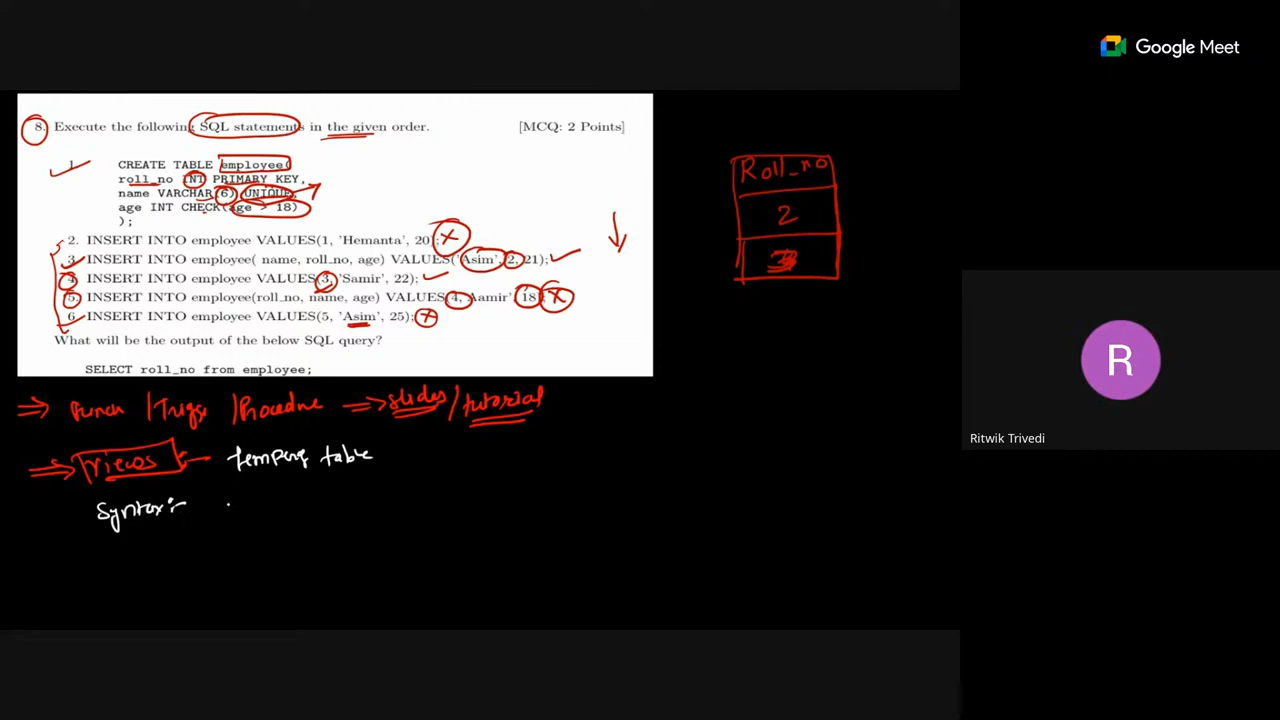 Google Meet
8. Execute the following SQL statements in the given order. [MCQ: 2 Points]
1. CREATE TABLE employee(
roll_no INT PRIMARY KEY,
name VARCHAR(6) UNIQUE,
age INT CHECK(age > 18)
);
2. INSERT INTO employee VALUES(1, 'Hemanta', 20);
3. INSERT INTO employee( name, roll_no, age) VALUES('Asim', 2, 21);
4. INSERT INTO employee VALUES(3, 'Samir', 22);
5. INSERT INTO employee(roll_no, name, age) VALUES(4, 'Aamir' 18);
6. INSERT INTO employee VALUES(5, 'Asim', 25);
What will be the output of the below SQL query?
SELECT roll_no from employee;
Roll_no
2
3
⇒ / /Procedure ⇒ slides/tutorial
⇒ Views table
Syntax:-
R
Ritwik Trivedi